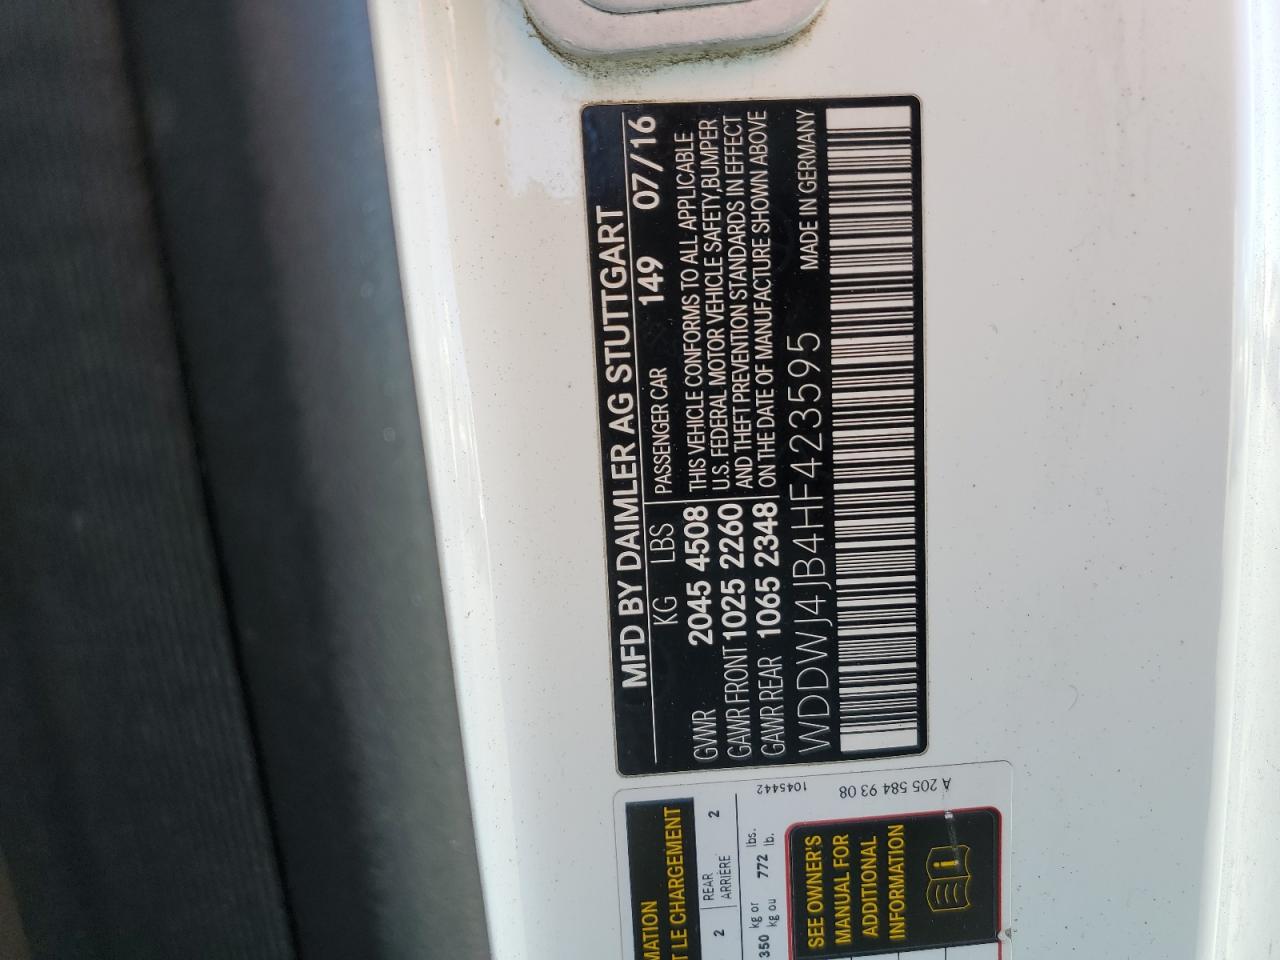 MFD BY DAIMLER AG STUTTGART
KG LBS PASSENGER CAR 149 07/16
GVWR 2045 4508
GAWR FRONT 1025 2260
GAWR REAR 1065 2348
THIS VEHICLE CONFORMS TO ALL APPLICABLE
U.S. FEDERAL MOTOR VEHICLE SAFETY, BUMPER
AND THEFT PREVENTION STANDARDS IN EFFECT
ON THE DATE OF MANUFACTURE SHOWN ABOVE
WDDWJ4JB4HF423595 MADE IN GERMANY
T LE CHARGEMENT
2 REAR 2
ARRIÈRE
350 kg or 772 lbs.
kg ou lb.
SEE OWNER'S
MANUAL FOR
ADDITIONAL
INFORMATION
1045442
A 205 584 93 08